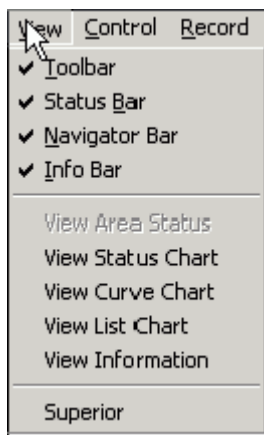 View Control Record
Toolbar
Status Bar
Navigator Bar
Info Bar
View Area Status
View Status Chart
View Curve Chart
View List Chart
View Information
Superior